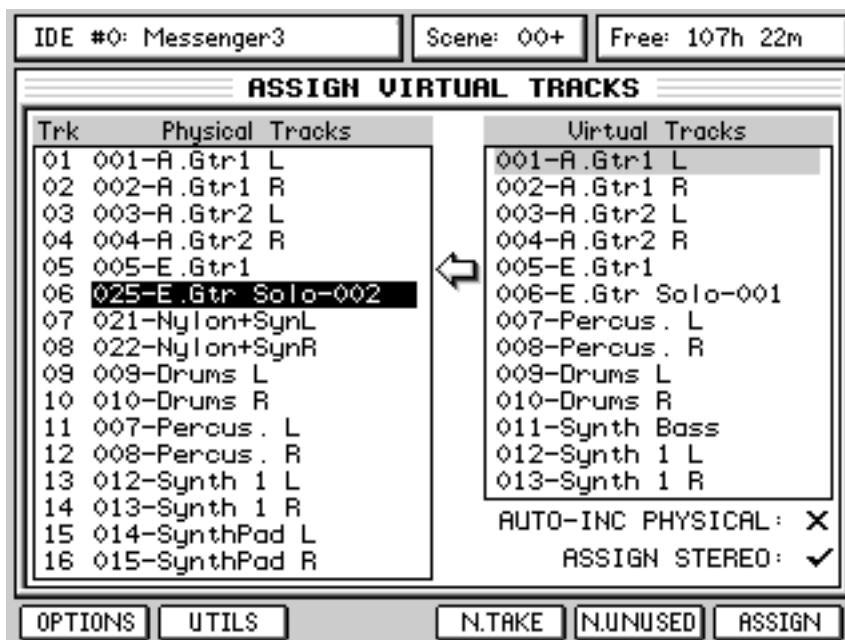 IDE #0: Messenger3
Scene: 00+
Free: 107h 22m
ASSIGN VIRTUAL TRACKS
Trk Physical Tracks
01 001-A.Gtr1 L
02 002-A.Gtr1 R
03 003-A.Gtr2 L
04 004-A.Gtr2 R
05 005-E.Gtr1
06 025-E.Gtr Solo-002
07 021-Nylon+SynL
08 022-Nylon+SynR
09 009-Drums L
10 010-Drums R
11 007-Percus. L
12 008-Percus. R
13 012-Synth 1 L
14 013-Synth 1 R
15 014-SynthPad L
16 015-SynthPad R
Virtual Tracks
001-A.Gtr1 L
002-A.Gtr1 R
003-A.Gtr2 L
004-A.Gtr2 R
005-E.Gtr1
006-E.Gtr Solo-001
007-Percus. L
008-Percus. R
009-Drums L
010-Drums R
011-Synth Bass
012-Synth 1 L
013-Synth 1 R
AUTO-INC PHYSICAL: ✗
ASSIGN STEREO: ✓
OPTIONS
UTILS
N.TAKE
N.UNUSED
ASSIGN